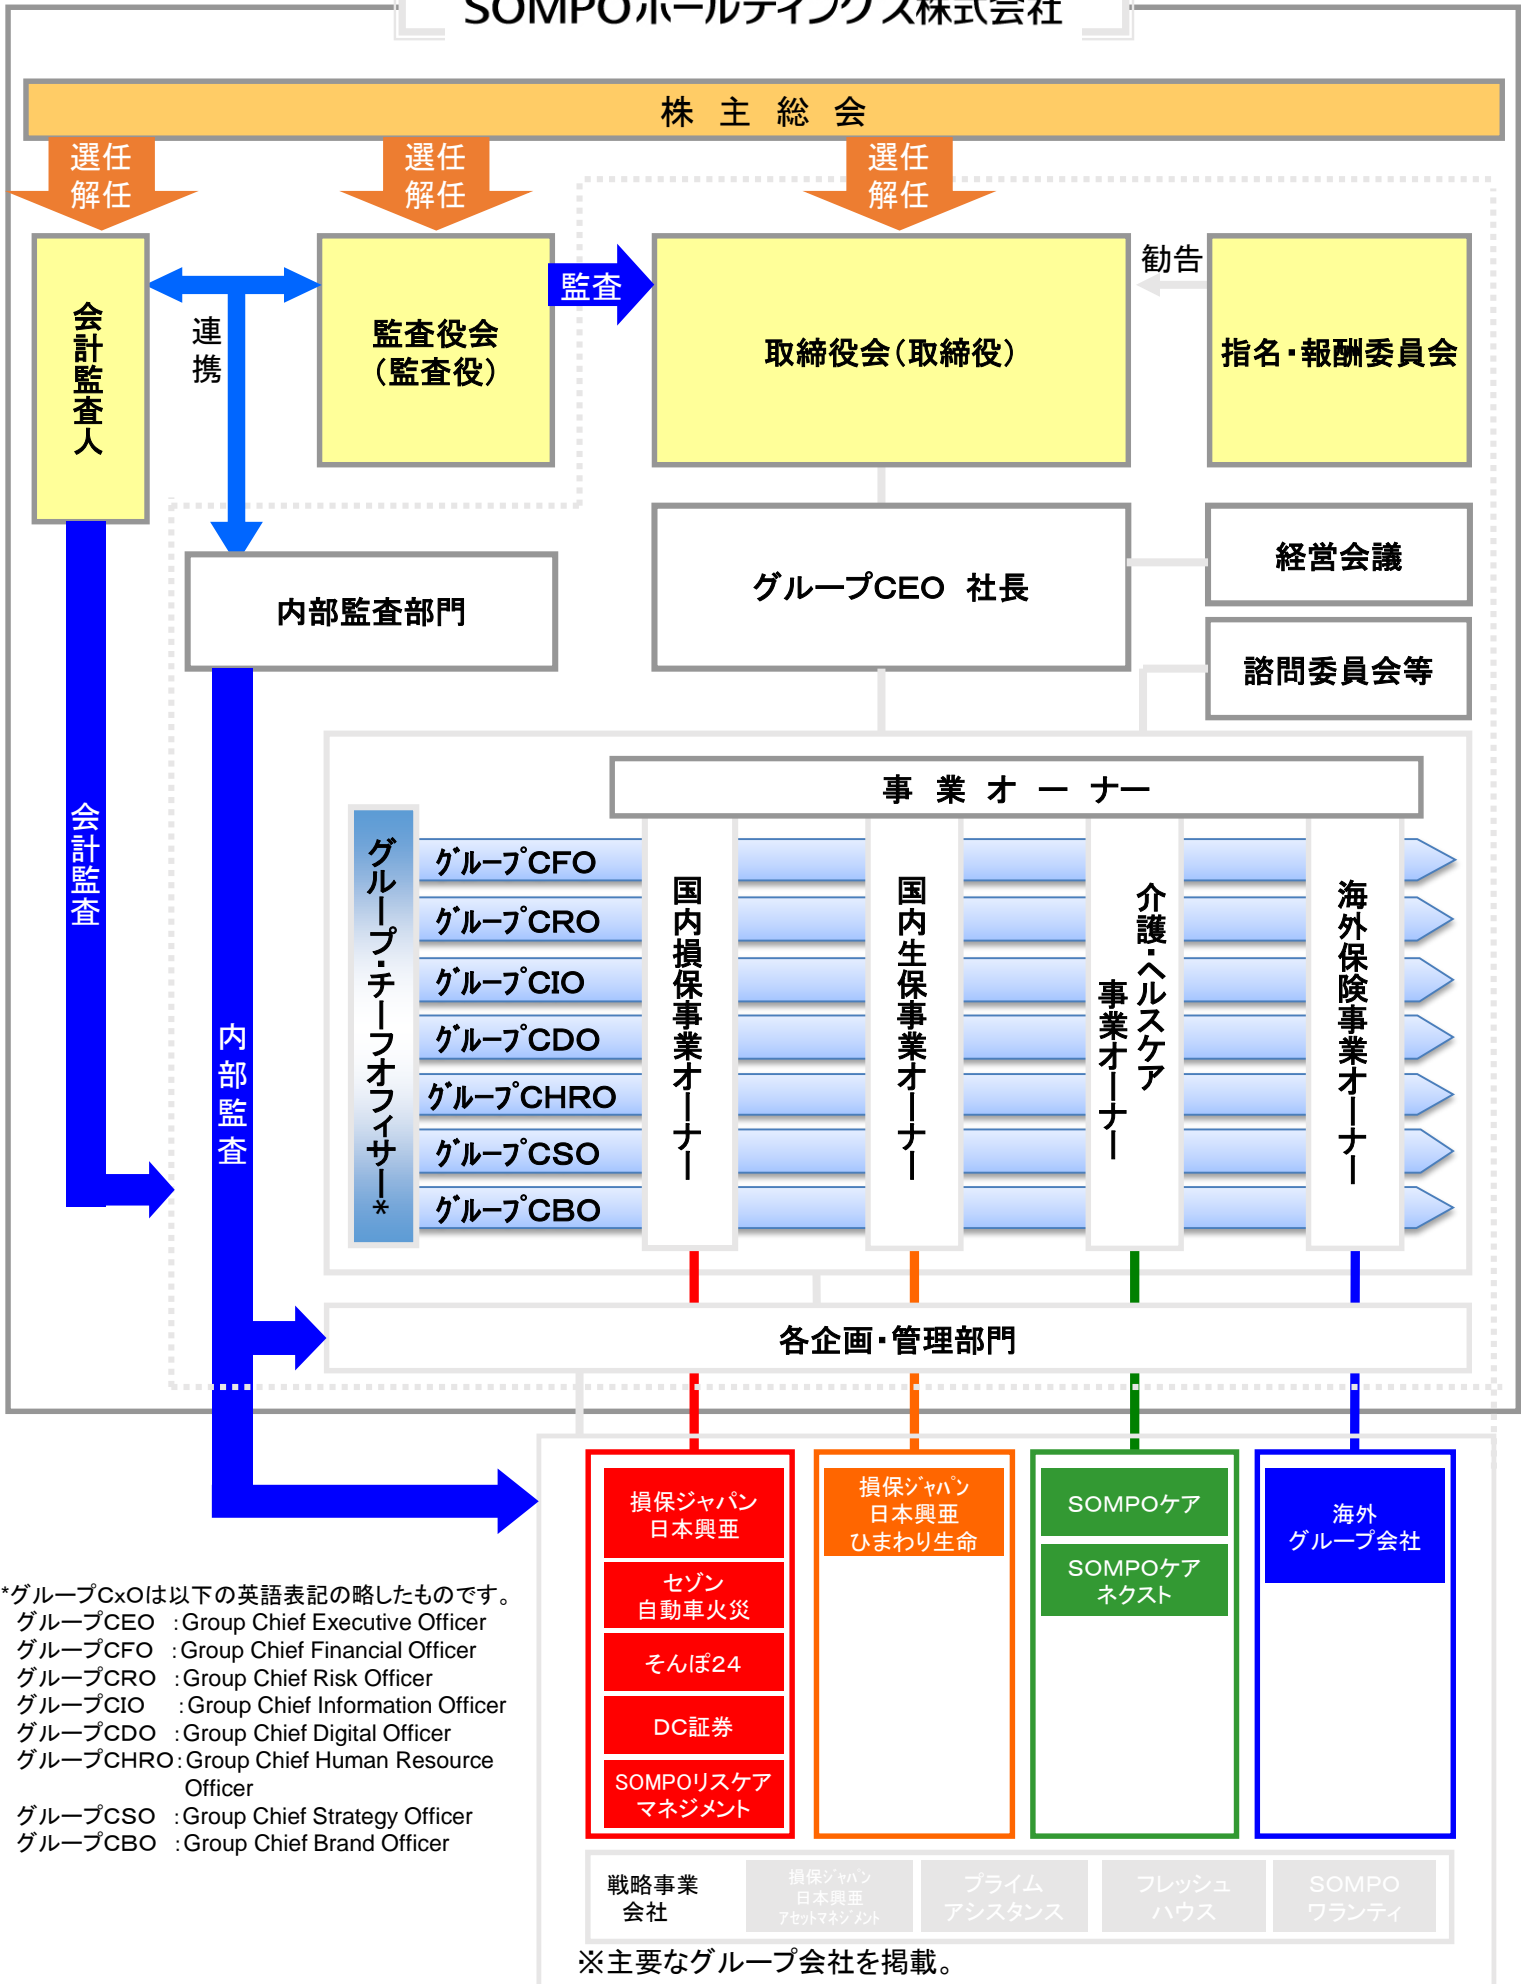 SOMPOホールディングス株式会社
株 主 総 会
選任
解任
選任
解任
選任
解任
会計監査人
連携
監査役会
（監査役）
監査
取締役会（取締役）
勧告
指名・報酬委員会
内部監査部門
グループCEO 社長
経営会議
諮問委員会等
会計監査
内部監査
事 業 オ ー ナー
グループ・チーフオフィサー*
ｸﾞﾙｰﾌﾟCFO
ｸﾞﾙｰﾌﾟCRO
ｸﾞﾙｰﾌﾟCIO
ｸﾞﾙｰﾌﾟCDO
ｸﾞﾙｰﾌﾟCHRO
ｸﾞﾙｰﾌﾟCSO
ｸﾞﾙｰﾌﾟCBO
国内損保事業オーナー
国内生保事業オーナー
介護・ヘルスケア
事業オーナー
海外保険事業オーナー
各企画・管理部門
損保ジャパン
日本興亜
セゾン
自動車火災
そんぽ24
DC証券
SOMPOリスケア
マネジメント
損保ｼﾞｬﾊﾟﾝ
日本興亜
ひまわり生命
SOMPOケア
SOMPOケア
ネクスト
海外
グループ会社
戦略事業
会社
損保ｼﾞｬﾊﾟﾝ
日本興亜
ｱｾｯﾄﾏﾈｼﾞﾒﾝﾄ
プライム
アシスタンス
フレッシュ
ハウス
SOMPO
ワランティ
※主要なグループ会社を掲載。
*グループCxOは以下の英語表記の略したものです。
グループCEO ：Group Chief Executive Officer
グループCFO ：Group Chief Financial Officer
グループCRO ：Group Chief Risk Officer
グループCIO ：Group Chief Information Officer
グループCDO ：Group Chief Digital Officer
グループCHRO：Group Chief Human Resource
Officer
グループCSO ：Group Chief Strategy Officer
グループCBO ：Group Chief Brand Officer